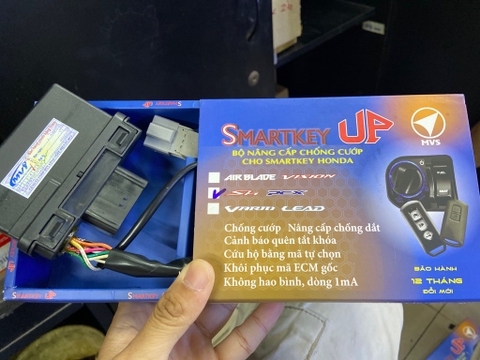 SMARTKEY UP
MVS
BỘ NÂNG CẤP CHỐNG CƯỚP
CHO SMARTKEY HONDA
AIR BLADE VISION
SH PCX
VARIO LEAD
Chống cướp Nâng cấp chống dắt
Cảnh báo quên tắt khóa
Cứu hộ bằng mã tự chọn
Khôi phục mã ECM gốc
Không hao bình, dòng 1mA
BẢO HÀNH
12 THÁNG
ĐỔI MỚI
MVS